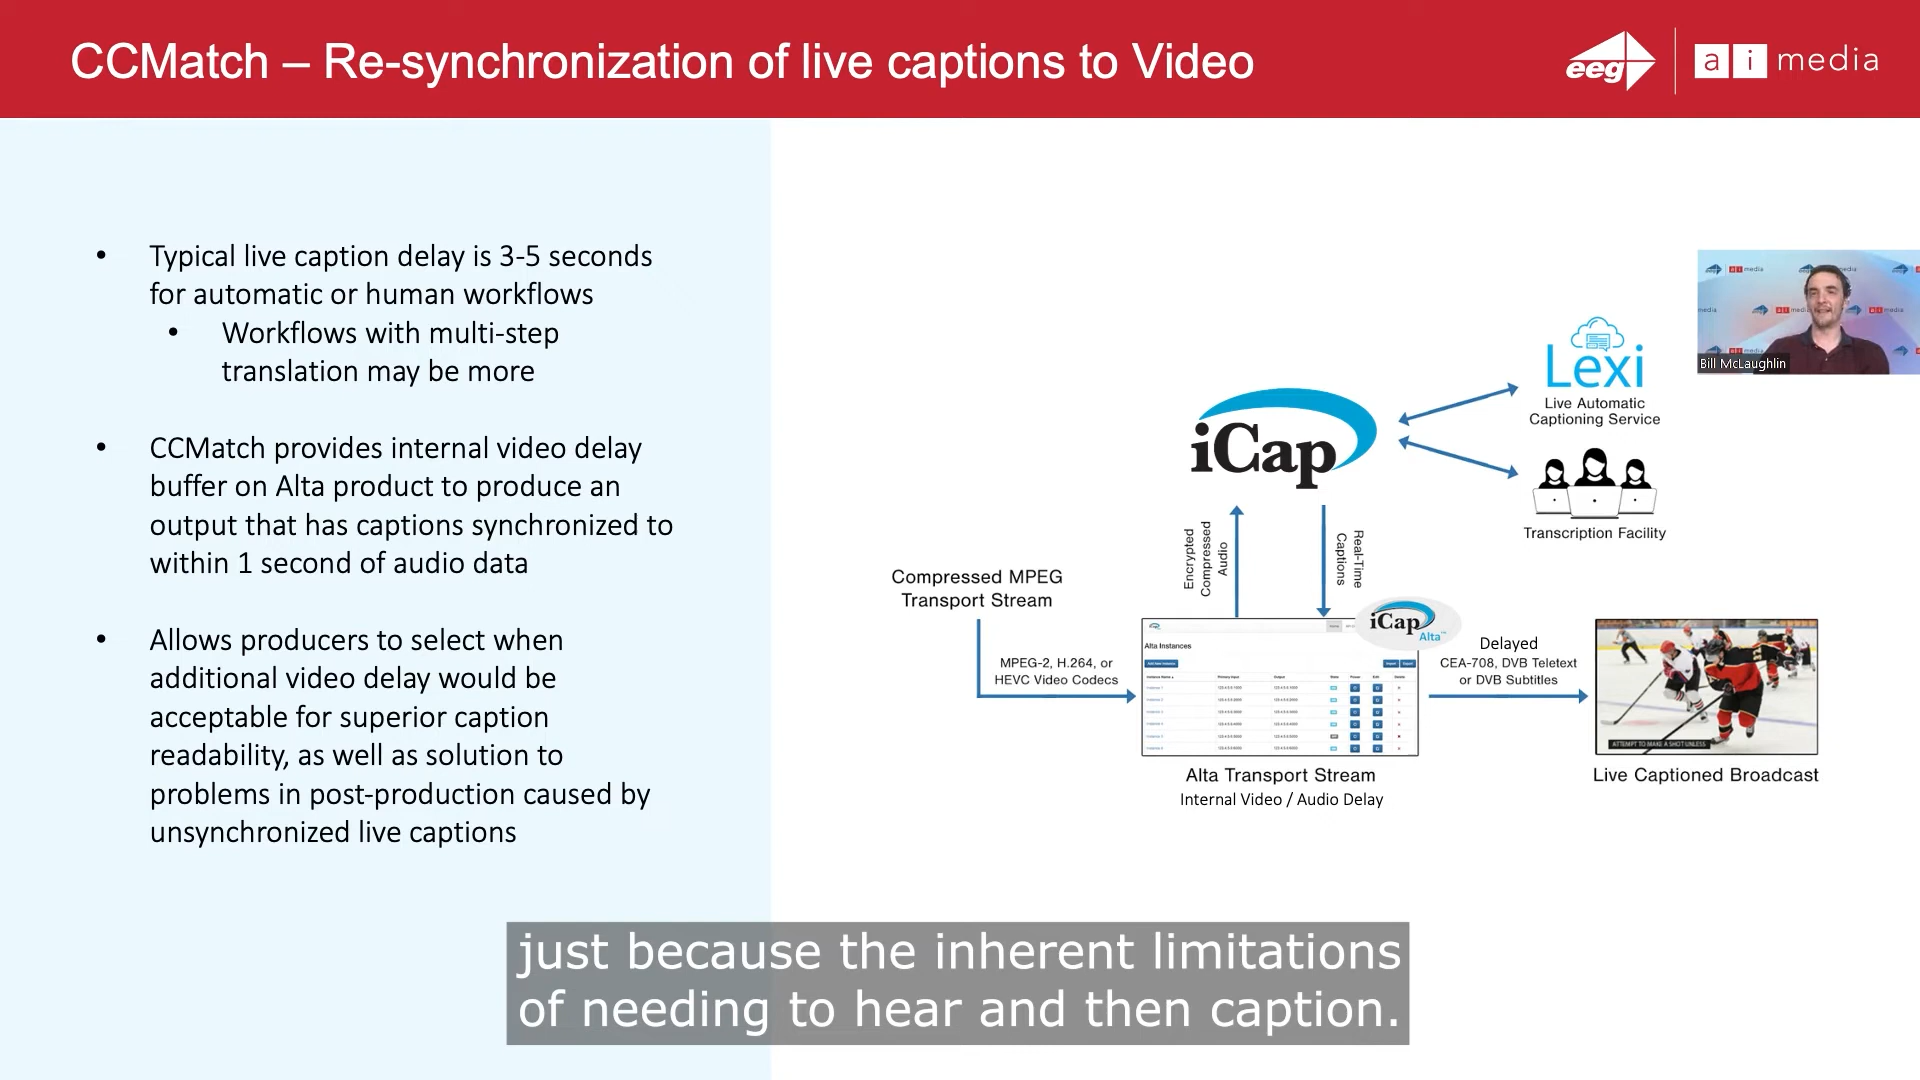 CCMatch – Re-synchronization of live captions to Video
eeg
ai media
• Typical live caption delay is 3-5 seconds
for automatic or human workflows
• Workflows with multi-step
translation may be more
• CCMatch provides internal video delay
buffer on Alta product to produce an
output that has captions synchronized to
within 1 second of audio data
• Allows producers to select when
additional video delay would be
acceptable for superior caption
readability, as well as solution to
problems in post-production caused by
unsynchronized live captions
Bill McLaughlin
Lexi
Live Automatic
Captioning Service
iCap
Transcription Facility
Encrypted
Compressed
Audio
Real-Time
Captions
Compressed MPEG
Transport Stream
MPEG-2, H.264, or
HEVC Video Codecs
iCap
Alta
Alta Instances
Delayed
CEA-708, DVB Teletext
or DVB Subtitles
ATTEMPT TO MAKE A SHOT UNLESS
Alta Transport Stream
Internal Video / Audio Delay
Live Captioned Broadcast
just because the inherent limitations
of needing to hear and then caption.